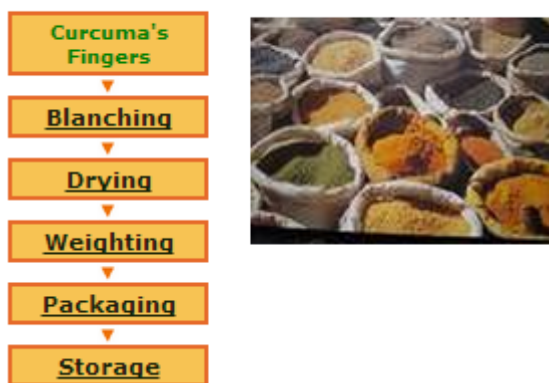 Curcuma's
Fingers
Blanching
Drying
Weighting
Packaging
Storage